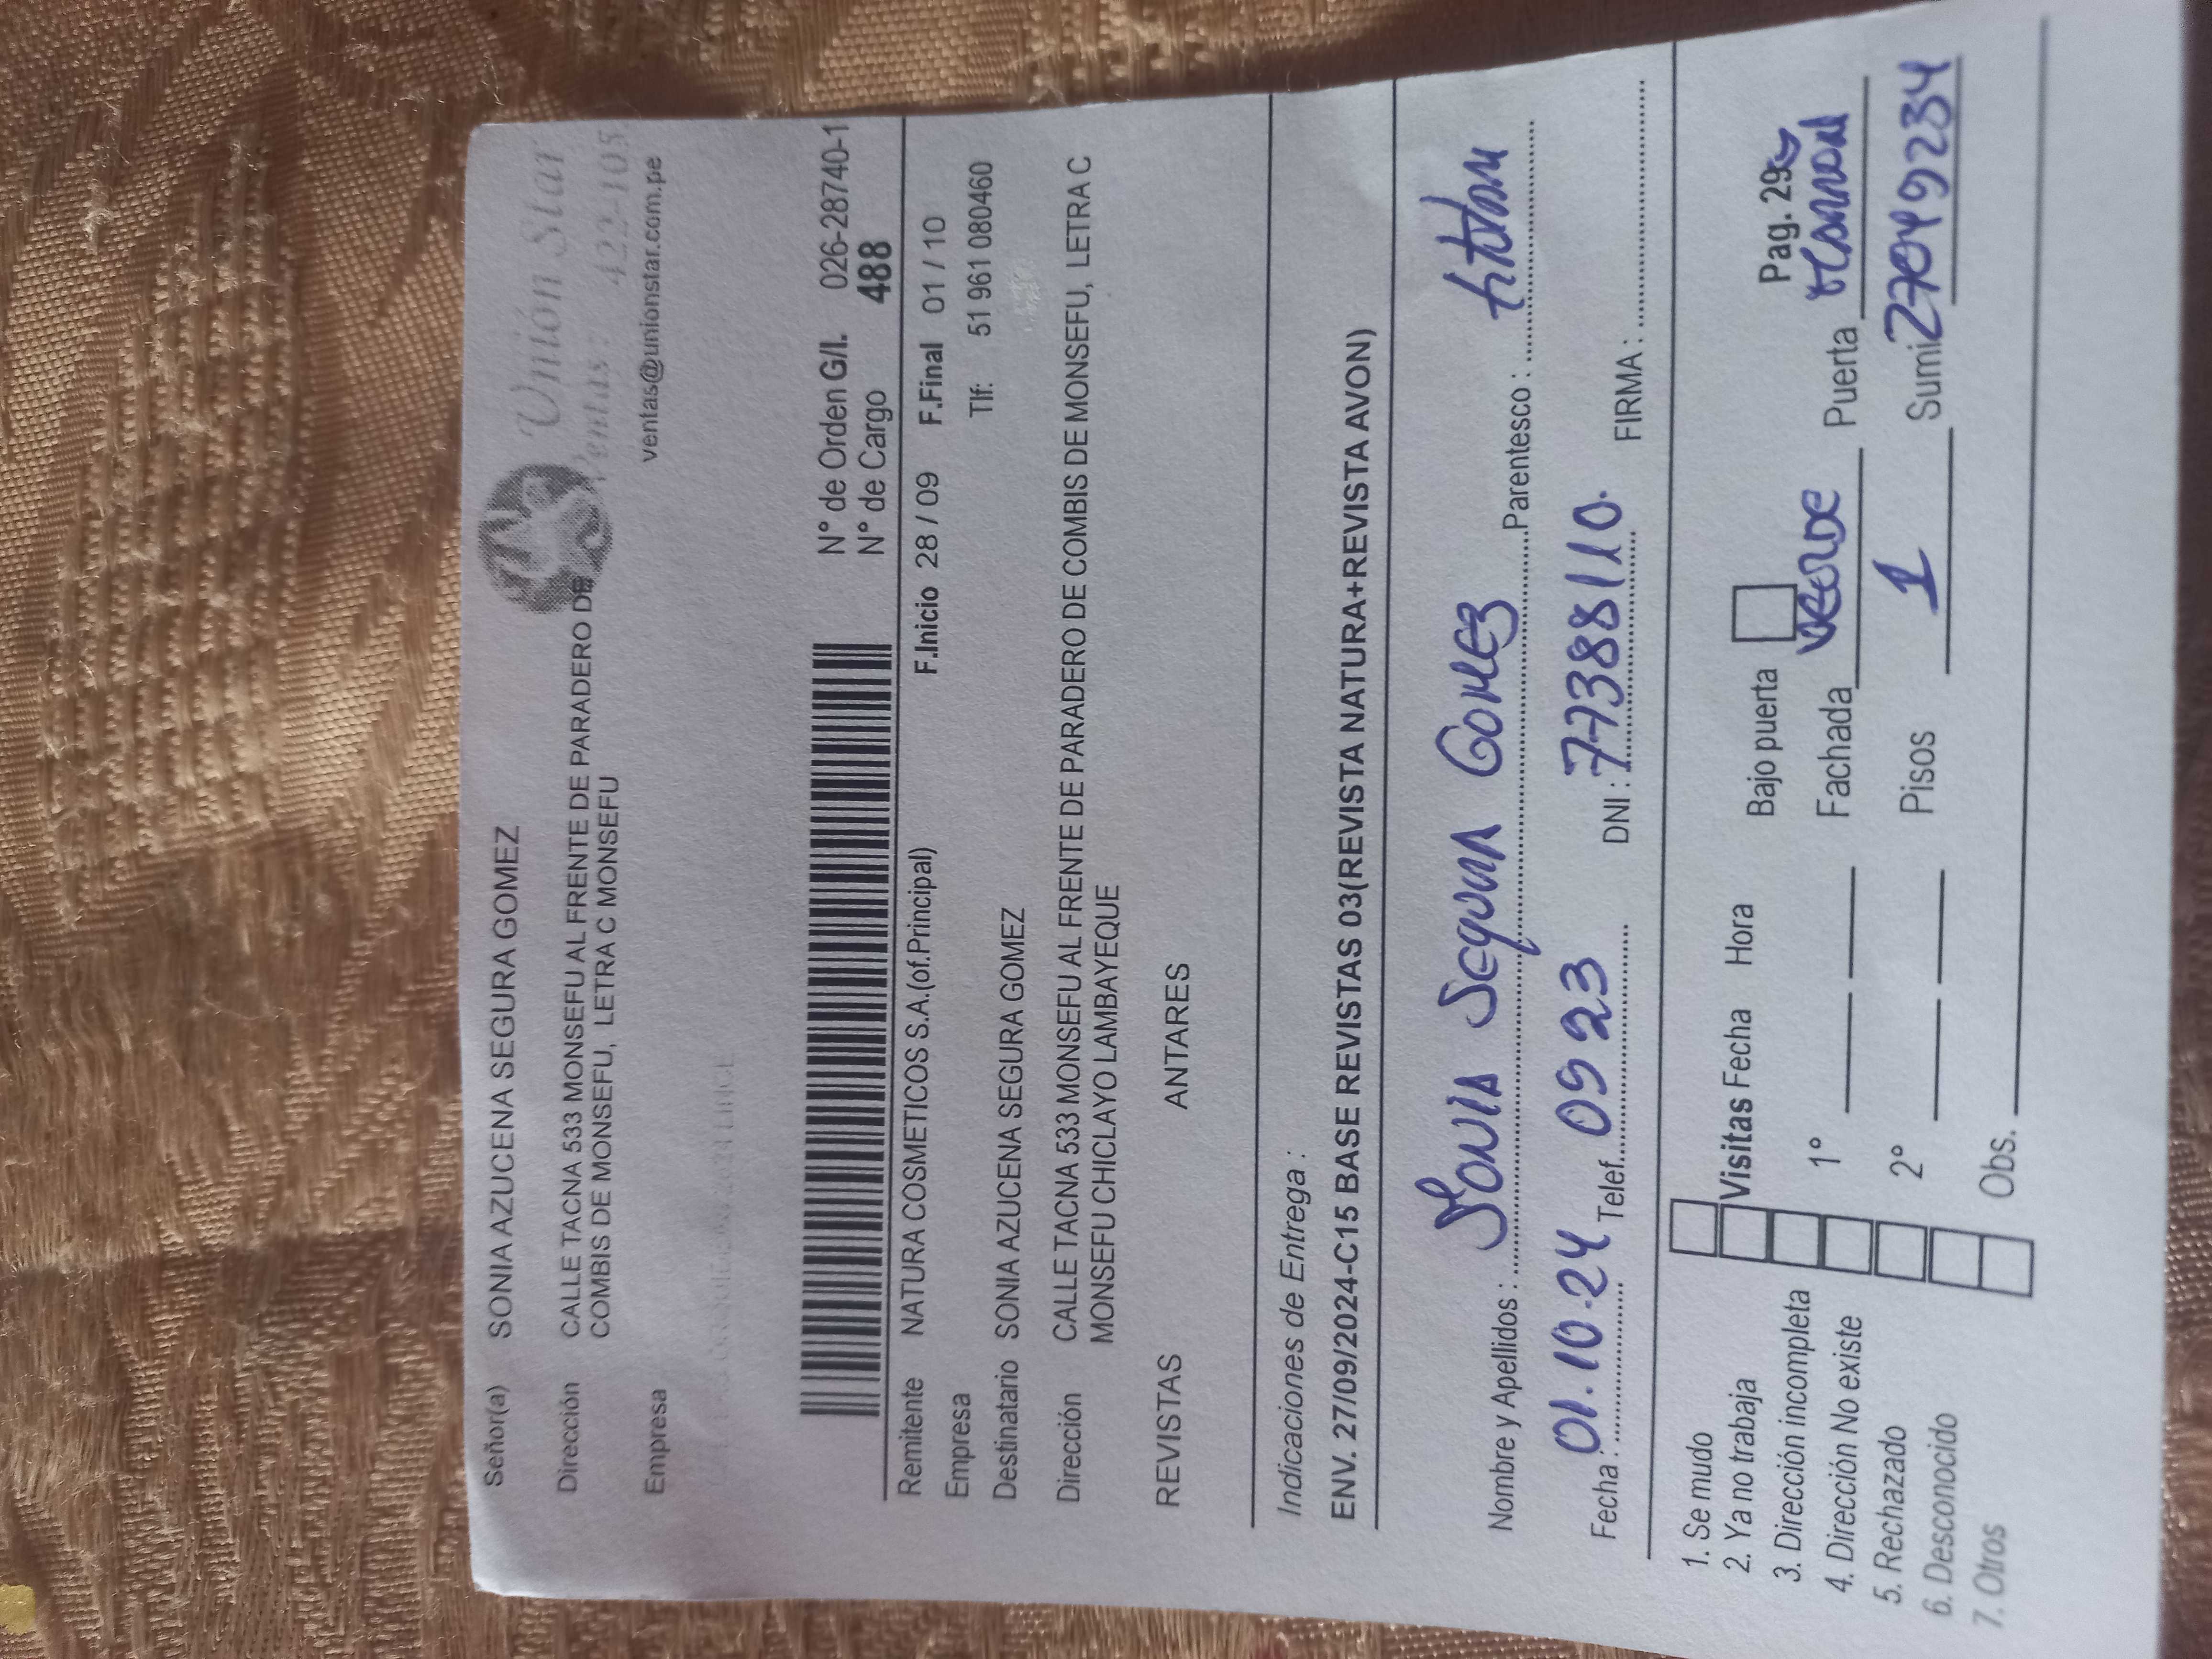 Señor(a) SONIA AZUCENA SEGURA GOMEZ
Unión Star
Ventas: 422-105
Dirección CALLE TACNA 533 MONSEFU AL FRENTE DE PARADERO DE
COMBIS DE MONSEFU, LETRA C MONSEFU
ventas@unionstar.com.pe
Empresa
N° de Orden G/I. 026-28740-1
N° de Cargo 488
Remitente NATURA COSMETICOS S.A.(of.Principal) F.Inicio 28 / 09 F.Final 01 / 10
Empresa Tlf: 51 961 080460
Destinatario SONIA AZUCENA SEGURA GOMEZ
Dirección CALLE TACNA 533 MONSEFU AL FRENTE DE PARADERO DE COMBIS DE MONSEFU, LETRA C
MONSEFU CHICLAYO LAMBAYEQUE
REVISTAS ANTARES
Indicaciones de Entrega :
ENV. 27/09/2024-C15 BASE REVISTAS 03(REVISTA NATURA+REVISTA AVON)
Nombre y Apellidos : Sonia Segura Gomez Parentesco : titular
Fecha : 01.10.24 Telef. 0923 DNI : 77388110. FIRMA :
1. Se mudo
2. Ya no trabaja Visitas Fecha Hora Bajo puerta Pag. 29
3. Dirección incompleta 1° Fachada Verde Puerta
4. Dirección No existe
5. Rechazado 2° Pisos 1 Sumi 27049234
6. Desconocido
7. Otros Obs.